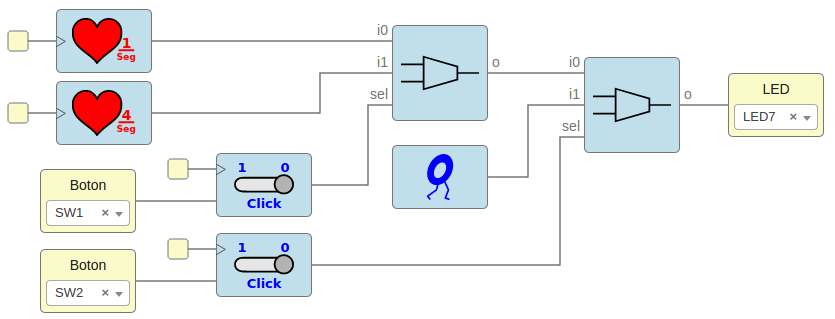 1
Seg
i0
i1
sel
o
4
Seg
i0
i1
sel
o
LED
LED7 ×
Boton
SW1 ×
1 0
Click
0
Boton
SW2 ×
1 0
Click